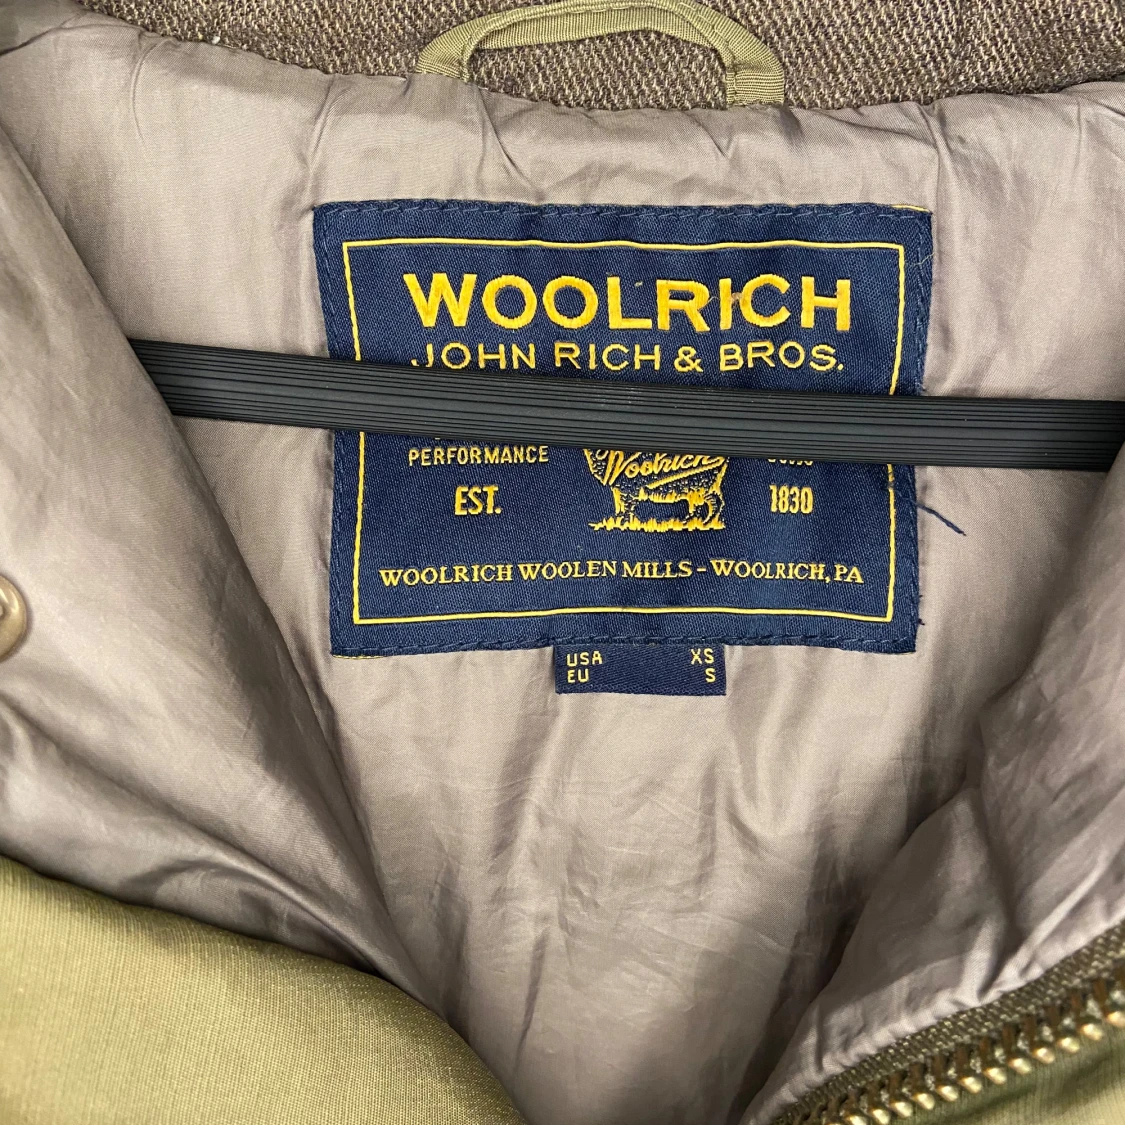 WOOLRICH
JOHN RICH & BROS.
PERFORMANCE
Woolrich
EST. 1830
WOOLRICH WOOLEN MILLS - WOOLRICH, PA
USA XS
EU S